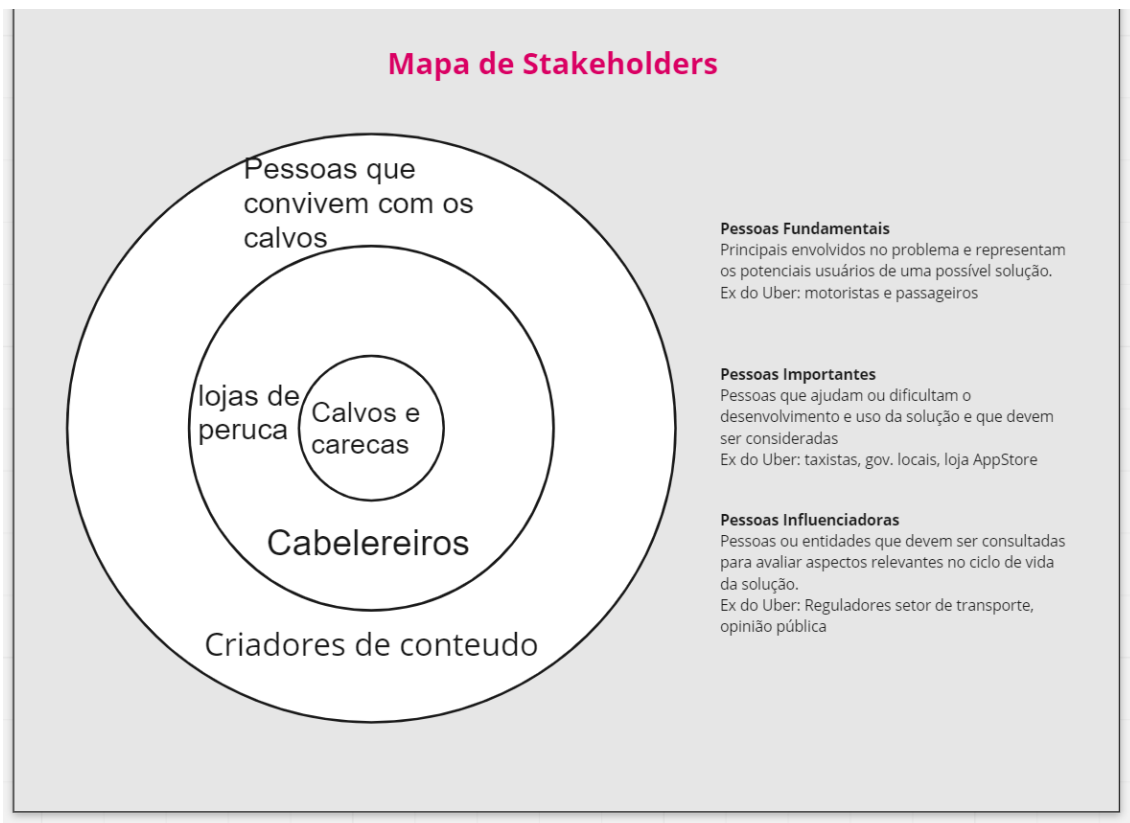 Mapa de Stakeholders
Pessoas que
convivem com os
calvos
lojas de
peruca
Calvos e
carecas
Cabelereiros
Criadores de conteudo
Pessoas Fundamentais
Principais envolvidos no problema e representam
os potenciais usuários de uma possível solução.
Ex do Uber: motoristas e passageiros
Pessoas Importantes
Pessoas que ajudam ou dificultam o
desenvolvimento e uso da solução e que devem
ser consideradas
Ex do Uber: taxistas, gov. locais, loja AppStore
Pessoas Influenciadoras
Pessoas ou entidades que devem ser consultadas
para avaliar aspectos relevantes no ciclo de vida
da solução.
Ex do Uber: Reguladores setor de transporte,
opinião pública